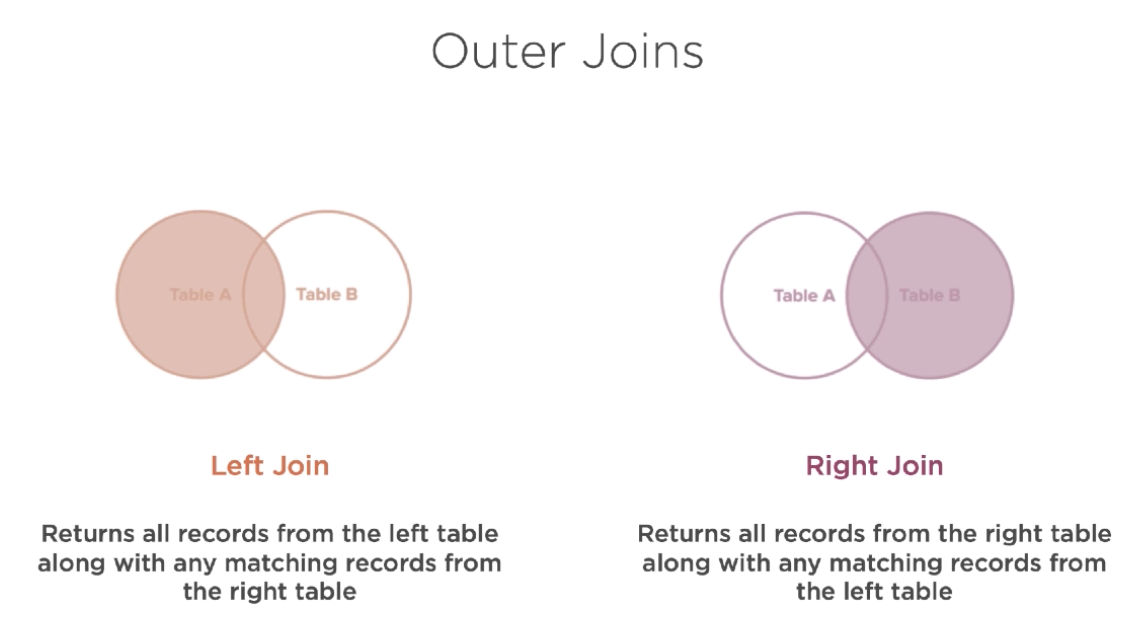 Outer Joins
Table A
Table B
Table A
Table B
Left Join
Returns all records from the left table
along with any matching records from
the right table
Right Join
Returns all records from the right table
along with any matching records from
the left table